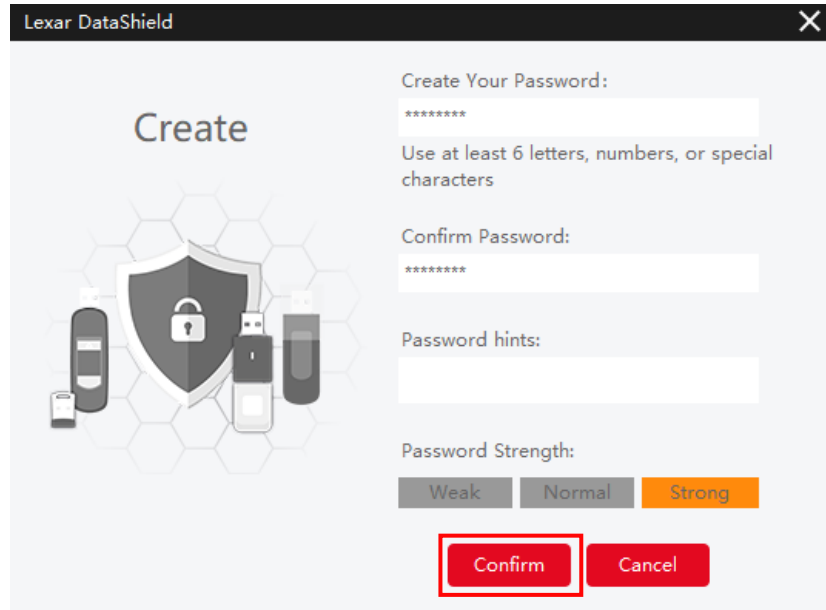 Lexar DataShield
Create
Create Your Password:
********
Use at least 6 letters, numbers, or special
characters
Confirm Password:
********
Password hints:
Password Strength:
Weak Normal Strong
Confirm Cancel